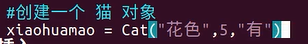 #创建一个 猫 对象
xiaohuamao = Cat("花色",5,"有")